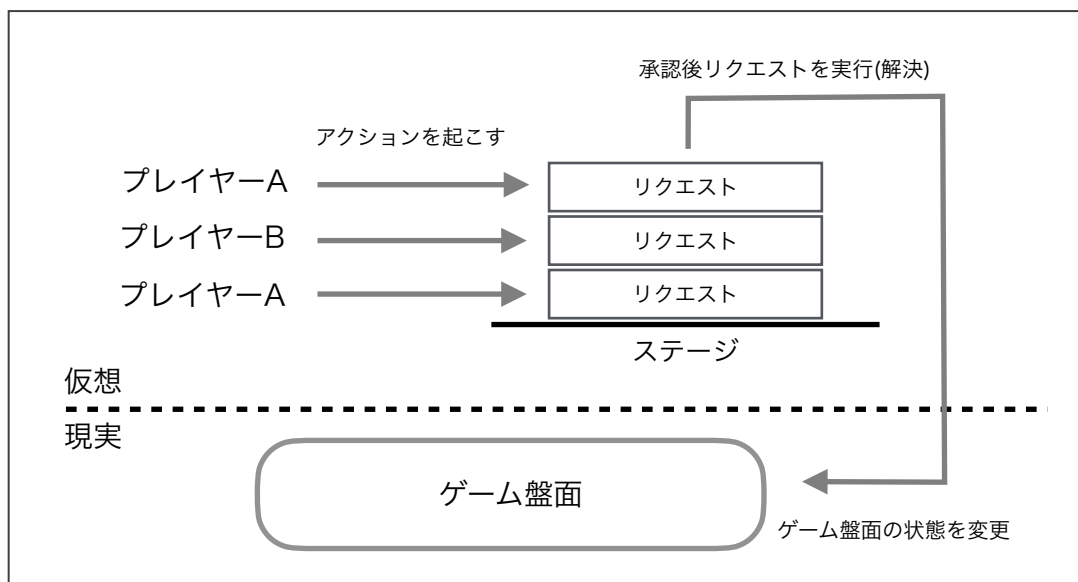 承認後リクエストを実行(解決)
アクションを起こす
プレイヤーA
リクエスト
プレイヤーB
リクエスト
プレイヤーA
リクエスト
ステージ
仮想
現実
ゲーム盤面
ゲーム盤面の状態を変更